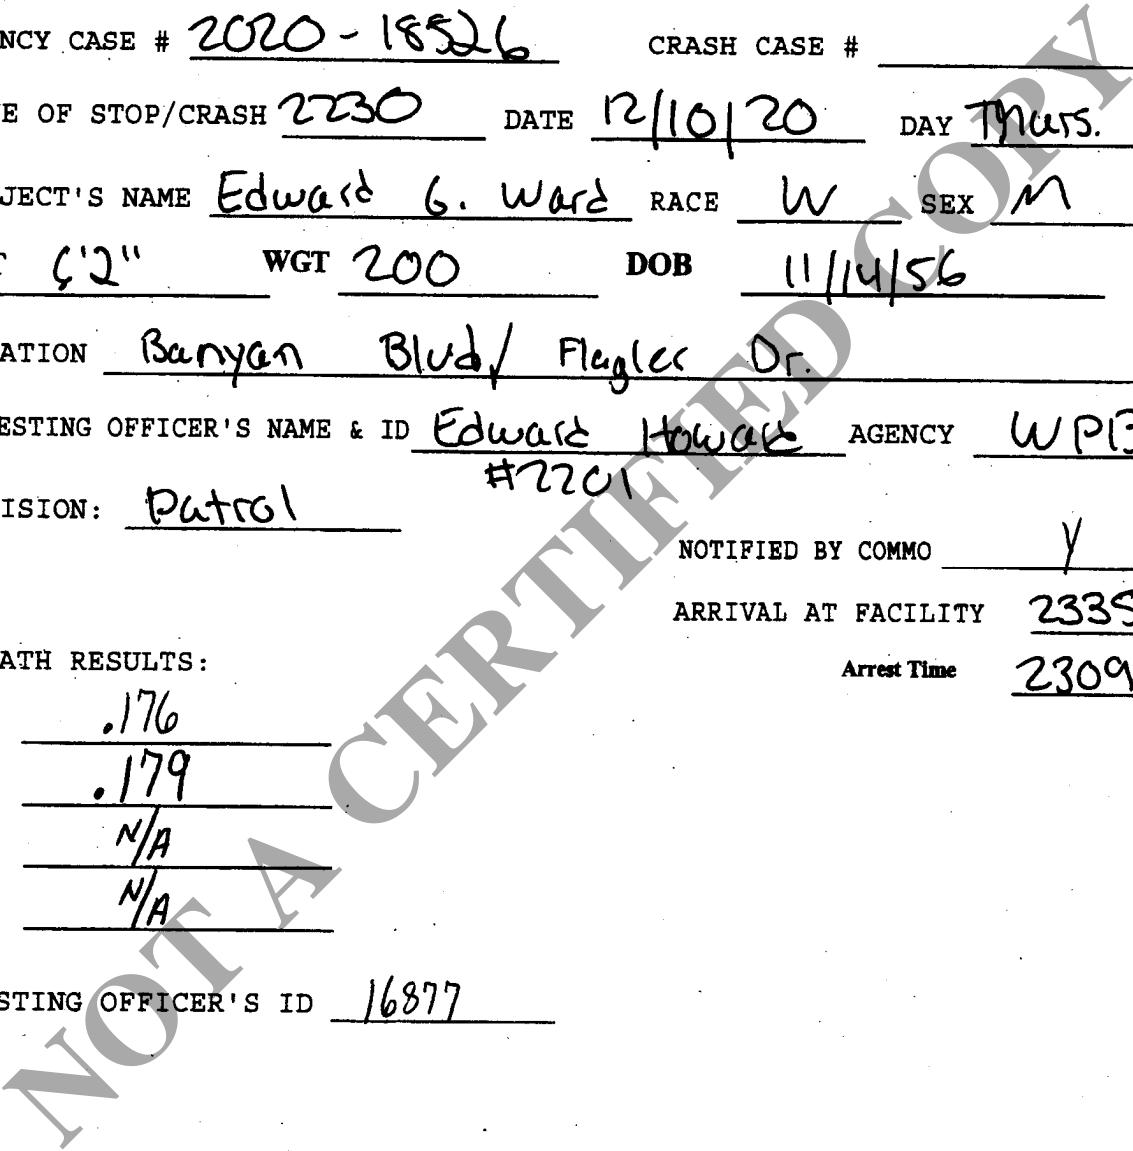 NCY CASE # 2020-18526 CRASH CASE #
E OF STOP/CRASH 2230 DATE 12/10/20 DAY Thurs.
JECT'S NAME Edward G. Ward RACE W SEX M
6'2" WGT 200 DOB 11/14/56
ATION Banyan Blvd/ Flagler Dr.
ESTING OFFICER'S NAME & ID Edward Howard AGENCY WPB
#2201
ISION: Patrol
NOTIFIED BY COMMO Y
ARRIVAL AT FACILITY 2335
ATH RESULTS:
Arrest Time 2309
.176
.179
N/A
N/A
STING OFFICER'S ID 16877
NOT A CERTIFIED COPY